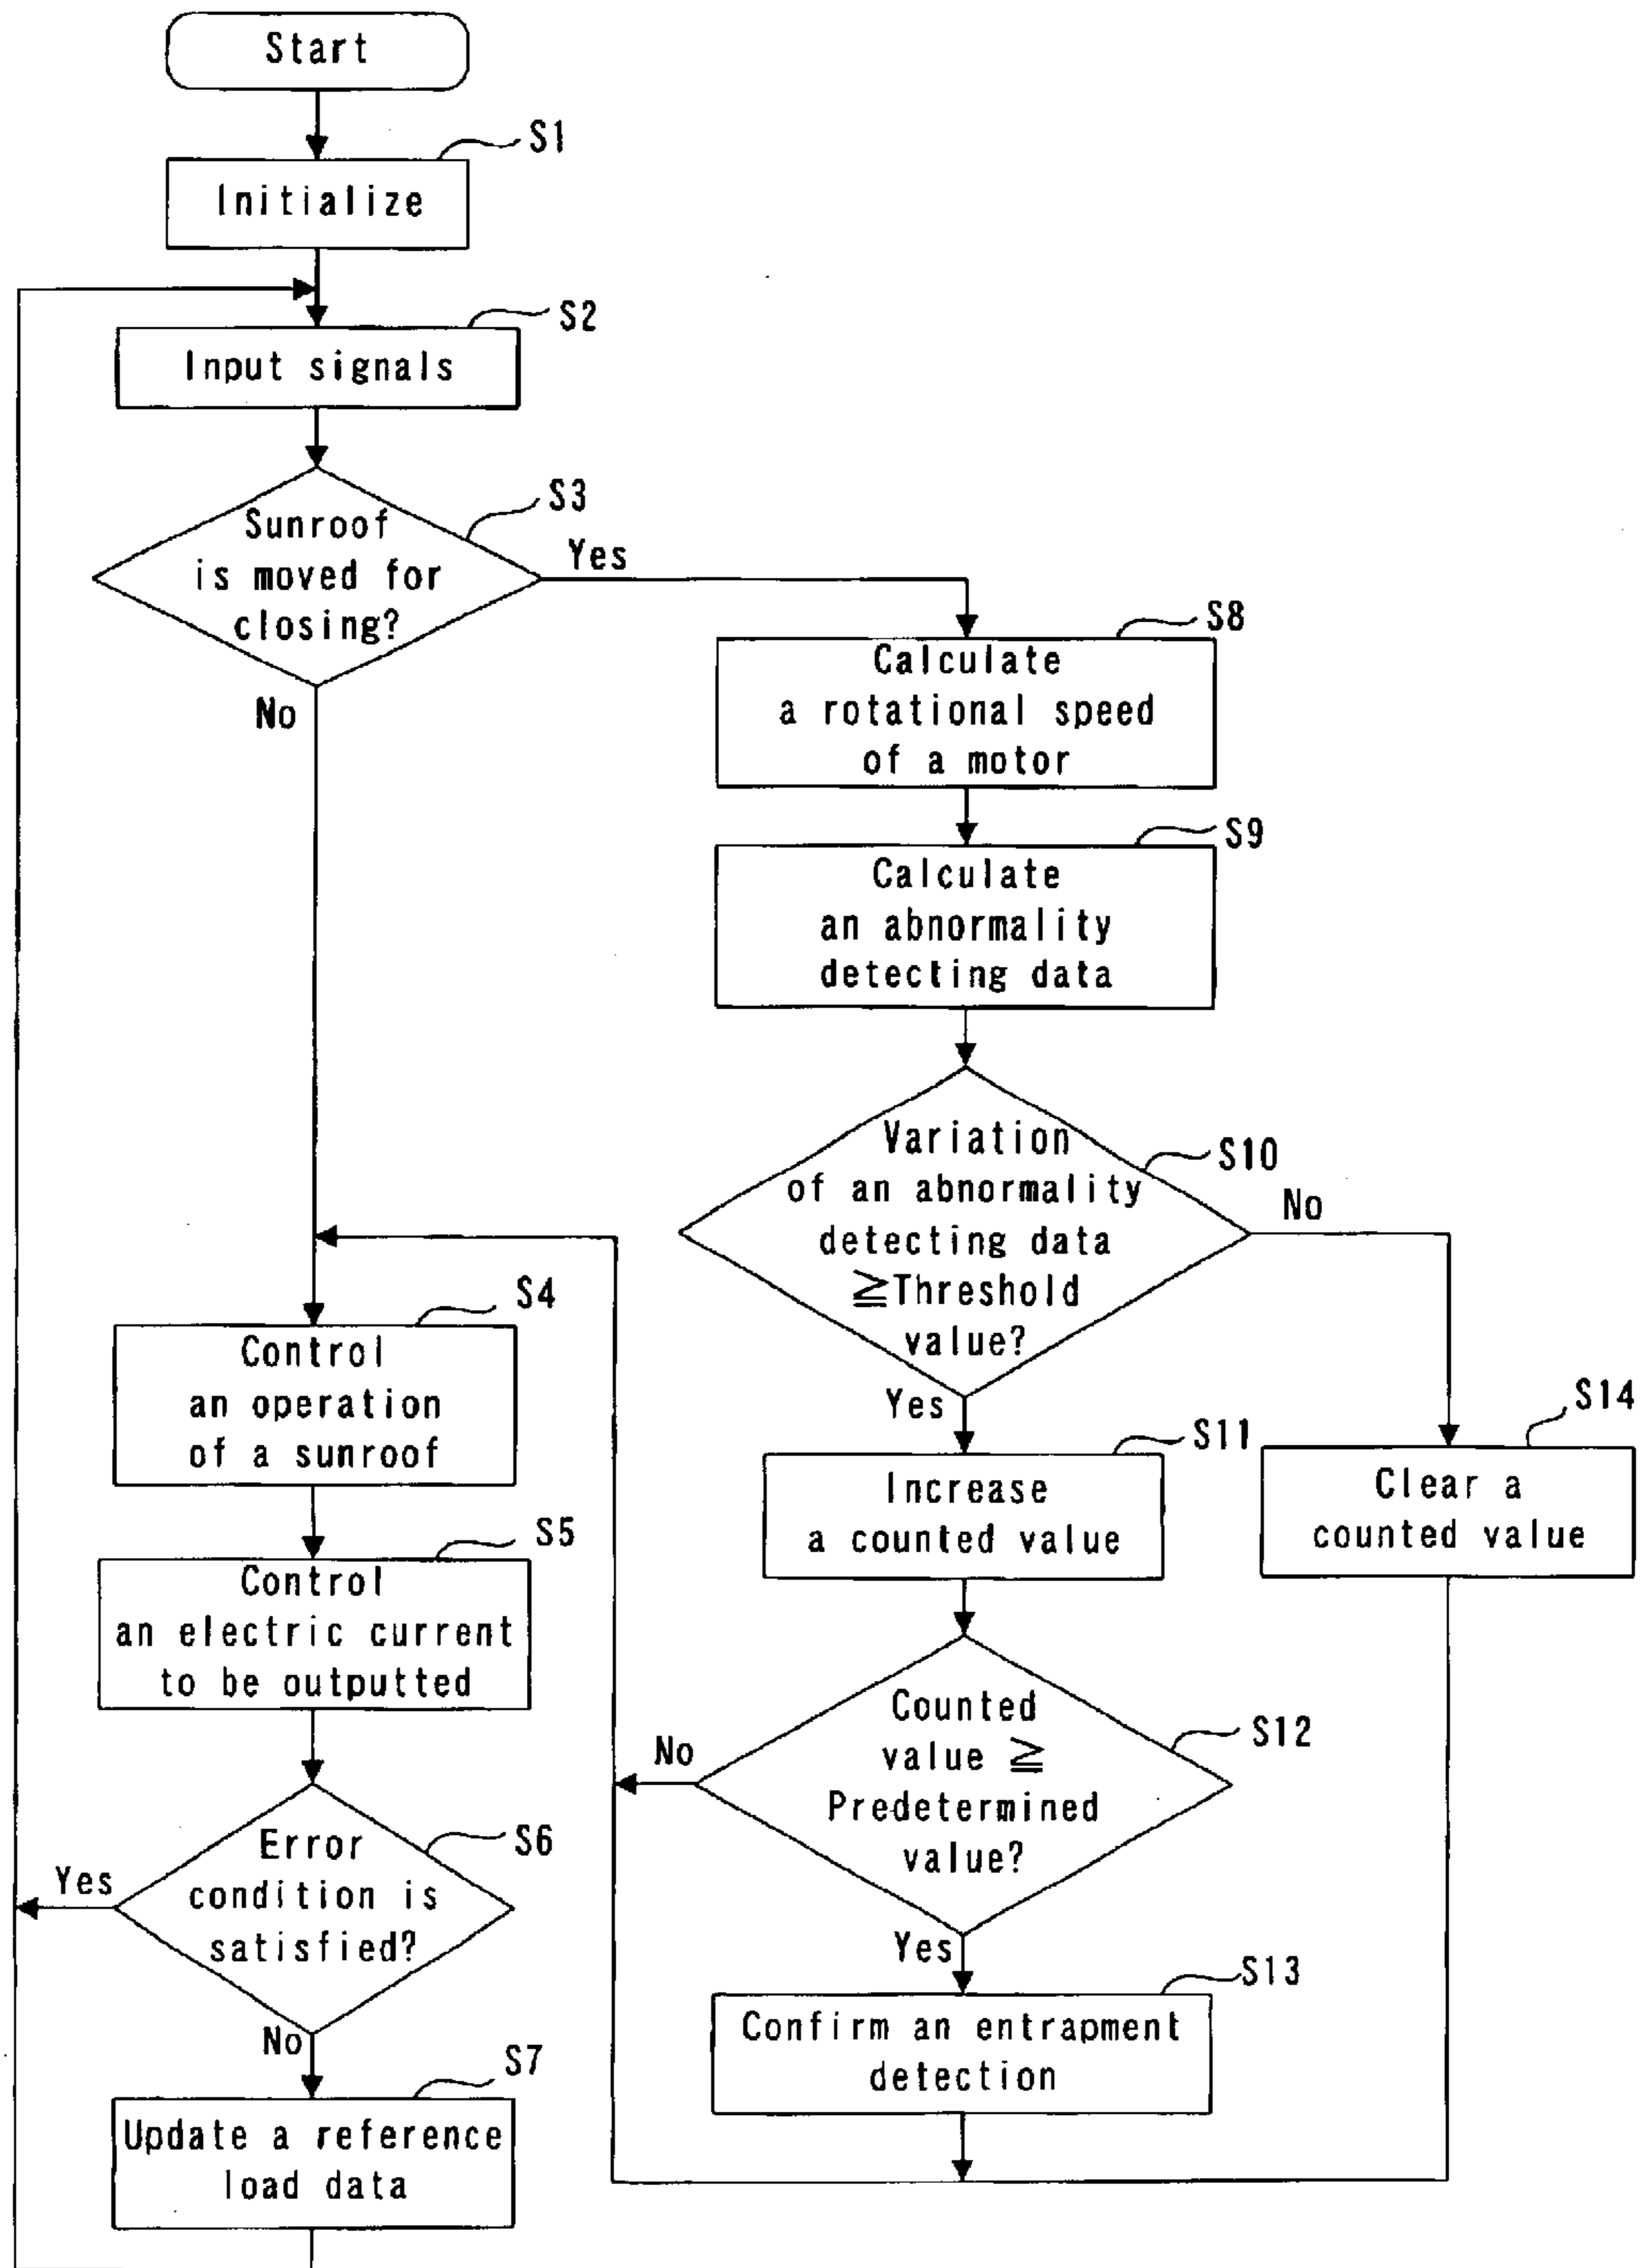 Start
S1
Initialize
S2
Input signals
S3
Sunroof
is moved for
closing?
Yes
No
S8
Calculate
a rotational speed
of a motor
S9
Calculate
an abnormality
detecting data
S10
Variation
of an abnormality
detecting data
≧Threshold
value?
No
Yes
S4
Control
an operation
of a sunroof
S11
Increase
a counted value
S14
Clear a
counted value
S5
Control
an electric current
to be outputted
S12
Counted
value ≧
Predetermined
value?
No
Yes
S6
Error
condition is
satisfied?
Yes
No
S13
Confirm an entrapment
detection
S7
Update a reference
load data